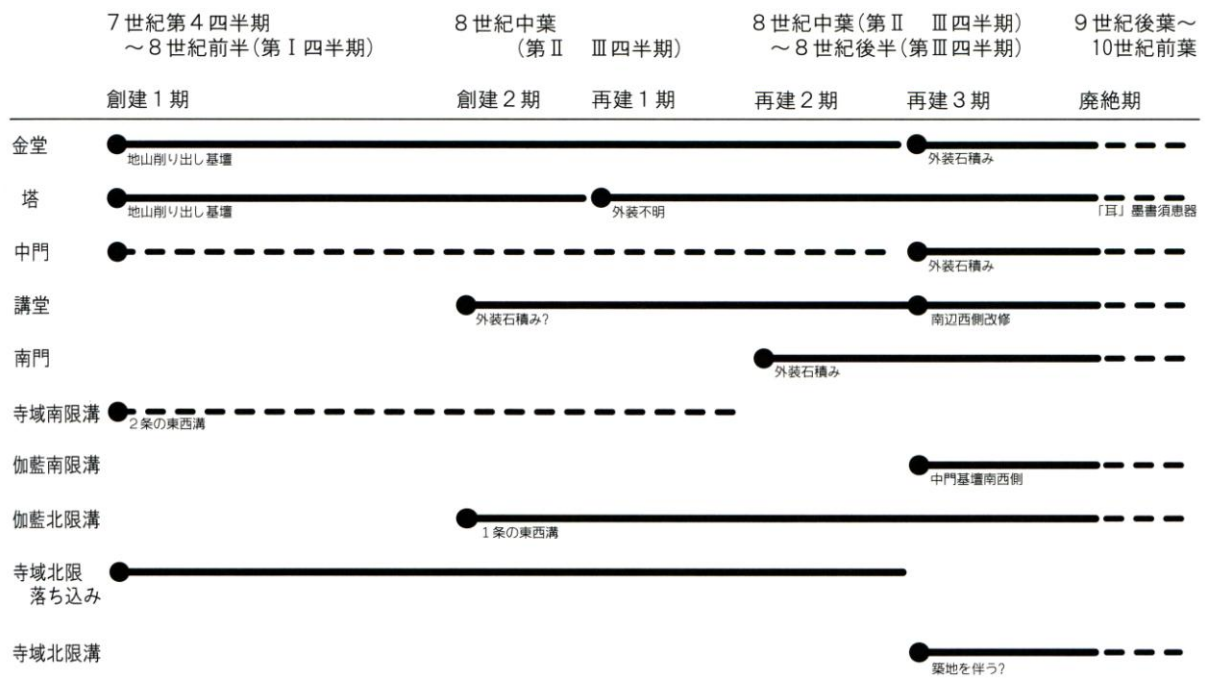 7世紀第4四半期
～8世紀前半(第Ⅰ四半期)
8世紀中葉
(第Ⅱ　Ⅲ四半期)
8世紀中葉(第Ⅱ　Ⅲ四半期)
～8世紀後半(第Ⅲ四半期)
9世紀後葉～
10世紀前葉
創建1期　創建2期　再建1期　再建2期　再建3期　廃絶期
金堂
地山削り出し基壇　外装石積み
塔
地山削り出し基壇　外装不明　「耳」墨書須恵器
中門
外装石積み
講堂
外装石積み?　南辺西側改修
南門
外装石積み
寺域南限溝
2条の東西溝
伽藍南限溝
中門基壇南西側
伽藍北限溝
1条の東西溝
寺域北限
落ち込み
寺域北限溝
築地を伴う?